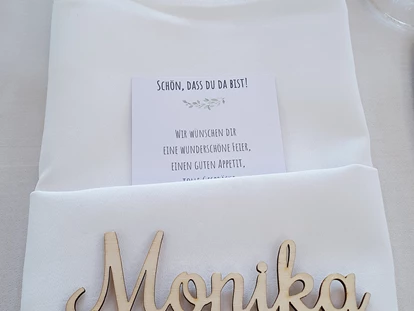 SCHÖN, DASS DU DA BIST!
WIR WÜNSCHEN DIR
EINE WUNDERSCHÖNE FEIER,
EINEN GUTEN APPETIT,
Monika